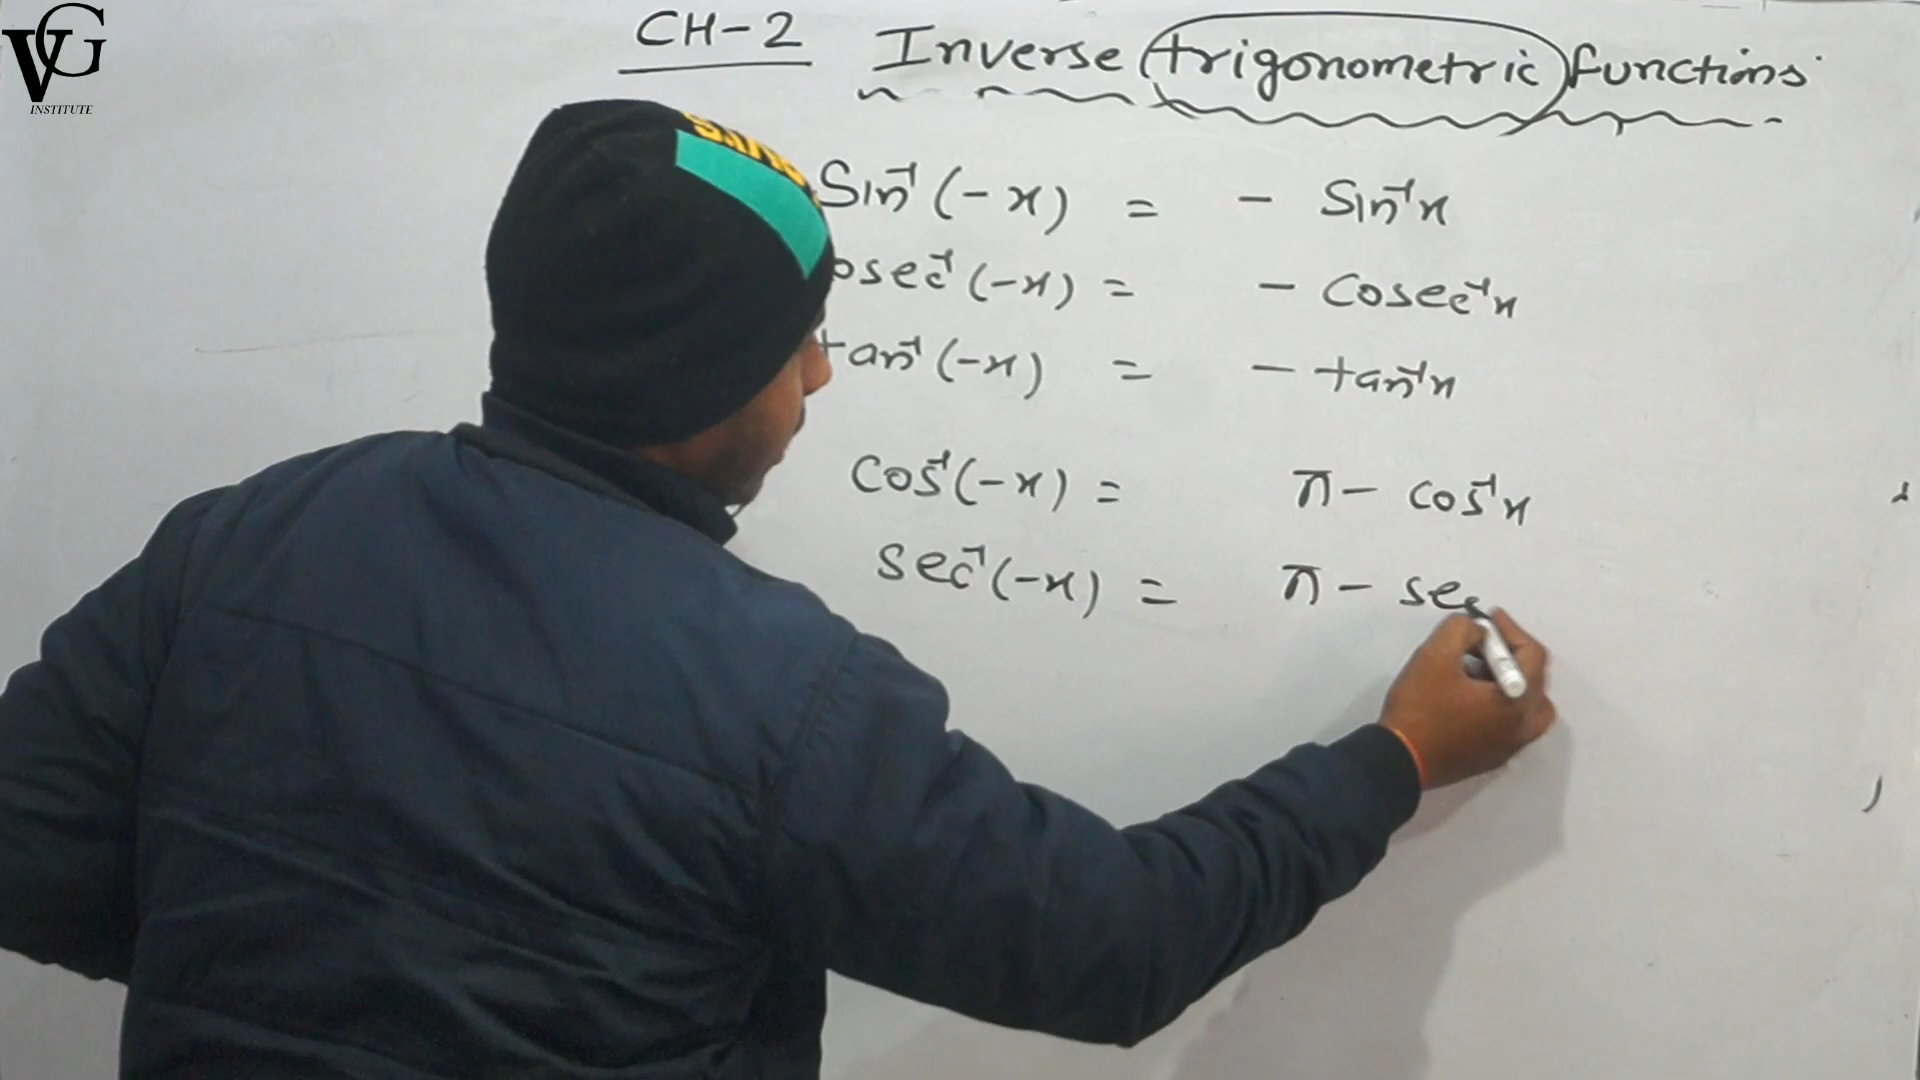 VG
INSTITUTE
CH-2 Inverse trigonometric functions
Sin⁻¹(-x) = - Sin⁻¹x
osec⁻¹(-x) = - Cosec⁻¹x
tan⁻¹(-x) = - tan⁻¹x
Cos⁻¹(-x) = π - cos⁻¹x
Sec⁻¹(-x) = π - sec